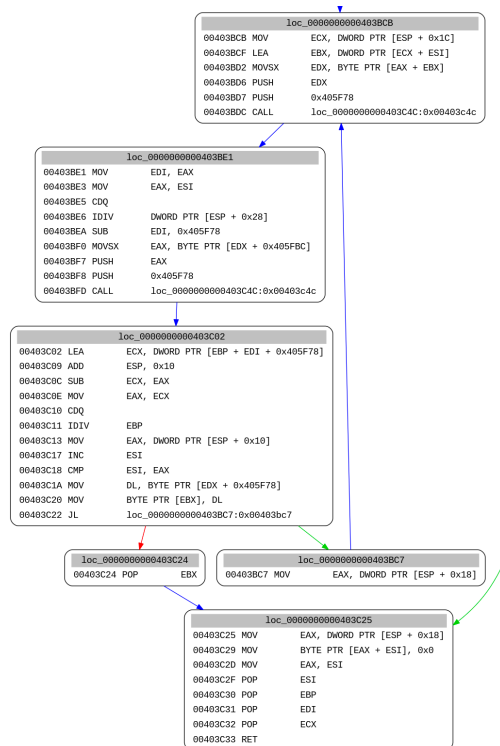 loc_0000000000403BCB
00403BCB MOV ECX, DWORD PTR [ESP + 0x1C]
00403BCF LEA EBX, DWORD PTR [ECX + ESI]
00403BD2 MOVSX EDX, BYTE PTR [EAX + EBX]
00403BD6 PUSH EDX
00403BD7 PUSH 0x405F78
00403BDC CALL loc_0000000000403C4C:0x00403c4c
loc_0000000000403BE1
00403BE1 MOV EDI, EAX
00403BE3 MOV EAX, ESI
00403BE5 CDQ
00403BE6 IDIV DWORD PTR [ESP + 0x28]
00403BEA SUB EDI, 0x405F78
00403BF0 MOVSX EAX, BYTE PTR [EDX + 0x405FBC]
00403BF7 PUSH EAX
00403BF8 PUSH 0x405F78
00403BFD CALL loc_0000000000403C4C:0x00403c4c
loc_0000000000403C02
00403C02 LEA ECX, DWORD PTR [EBP + EDI + 0x405F78]
00403C09 ADD ESP, 0x10
00403C0C SUB ECX, EAX
00403C0E MOV EAX, ECX
00403C10 CDQ
00403C11 IDIV EBP
00403C13 MOV EAX, DWORD PTR [ESP + 0x10]
00403C17 INC ESI
00403C18 CMP ESI, EAX
00403C1A MOV DL, BYTE PTR [EDX + 0x405F78]
00403C20 MOV BYTE PTR [EBX], DL
00403C22 JL loc_0000000000403BC7:0x00403bc7
loc_0000000000403C24
00403C24 POP EBX
loc_0000000000403BC7
00403BC7 MOV EAX, DWORD PTR [ESP + 0x18]
loc_0000000000403C25
00403C25 MOV EAX, DWORD PTR [ESP + 0x18]
00403C29 MOV BYTE PTR [EAX + ESI], 0x0
00403C2D MOV EAX, ESI
00403C2F POP ESI
00403C30 POP EBP
00403C31 POP EDI
00403C32 POP ECX
00403C33 RET